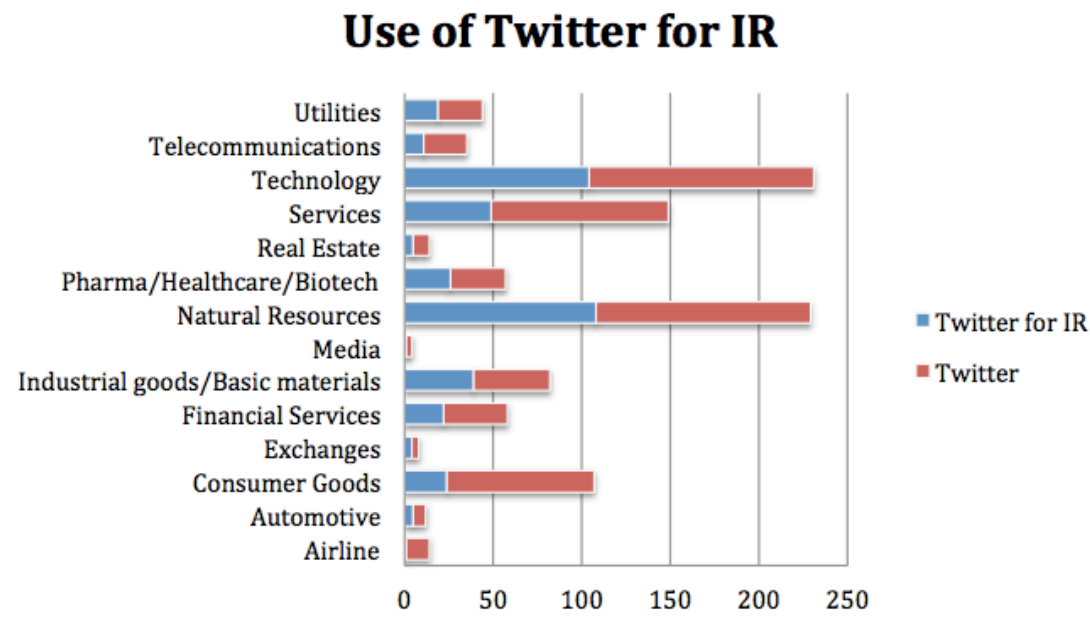 Use of Twitter for IR
Utilities
Telecommunications
Technology
Services
Real Estate
Pharma/Healthcare/Biotech
Natural Resources
Media
Industrial goods/Basic materials
Financial Services
Exchanges
Consumer Goods
Automotive
Airline
0 50 100 150 200 250
Twitter for IR
Twitter